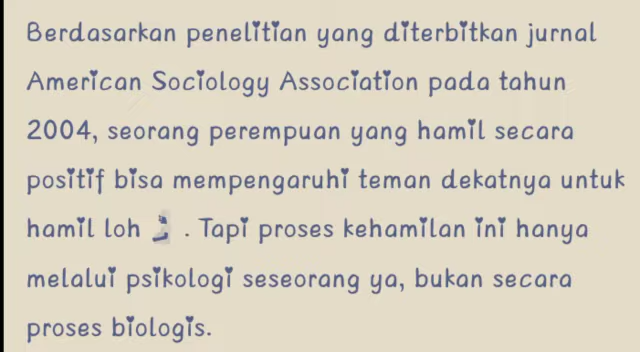 Berdasarkan penelitian yang diterbitkan jurnal
American Sociology Association pada tahun
2004, seorang perempuan yang hamil secara
positif bisa mempengaruhi teman dekatnya untuk
hamil loh . Tapi proses kehamilan ini hanya
melalui psikologi seseorang ya, bukan secara
proses biologis.